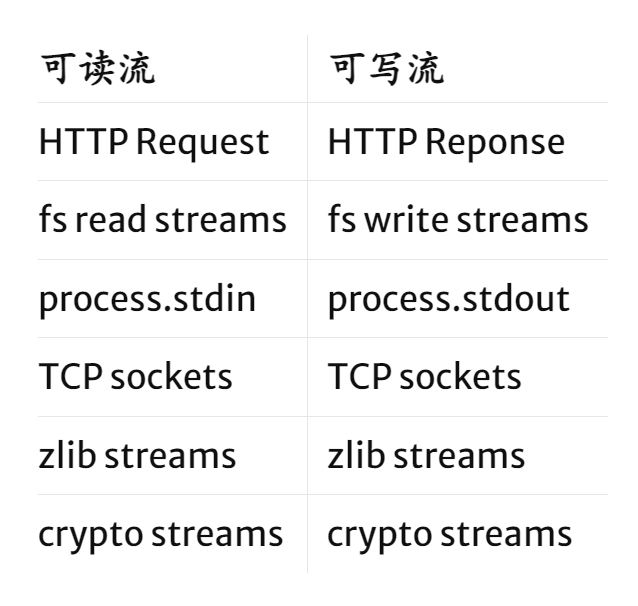 可读流 可写流
HTTP Request HTTP Reponse
fs read streams fs write streams
process.stdin process.stdout
TCP sockets TCP sockets
zlib streams zlib streams
crypto streams crypto streams